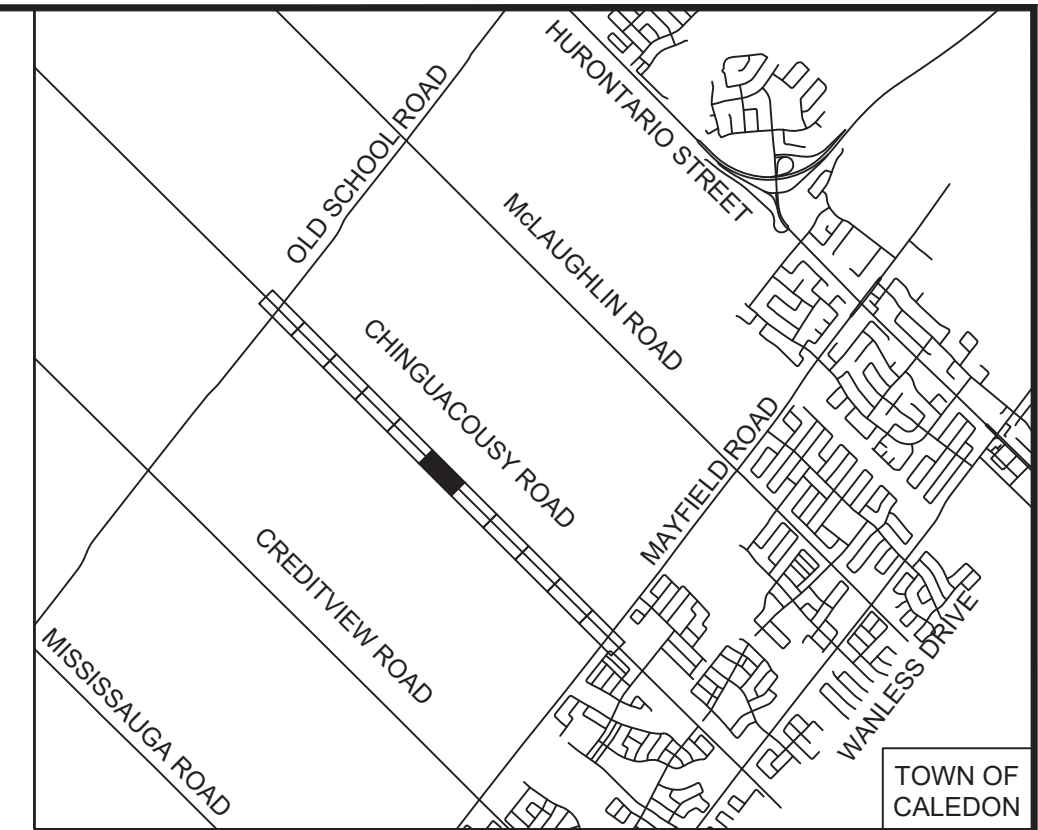 HURONTARIO STREET
OLD SCHOOL ROAD
McLAUGHLIN ROAD
CHINGUACOUSY ROAD
MAYFIELD ROAD
CREDITVIEW ROAD
WANLESS DRIVE
MISSISSAUGA ROAD
TOWN OF
CALEDON